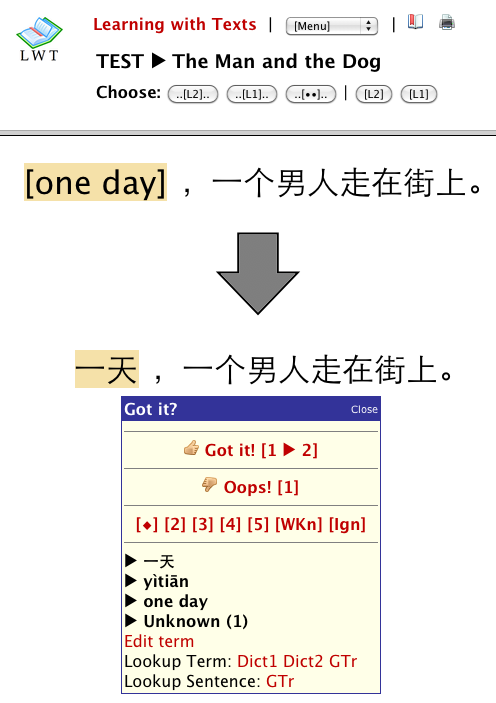 Learning with Texts | [Menu] |
LWT
TEST ▶ The Man and the Dog
Choose: ..[L2].. ..[L1].. ..[••].. | [L2] [L1]
[one day] ，一个男人走在街上。
一天 ，一个男人走在街上。
Got it? Close
Got it! [1 ▶ 2]
Oops! [1]
[◆] [2] [3] [4] [5] [WKn] [Ign]
▶ 一天
▶ yìtiān
▶ one day
▶ Unknown (1)
Edit term
Lookup Term: Dict1 Dict2 GTr
Lookup Sentence: GTr